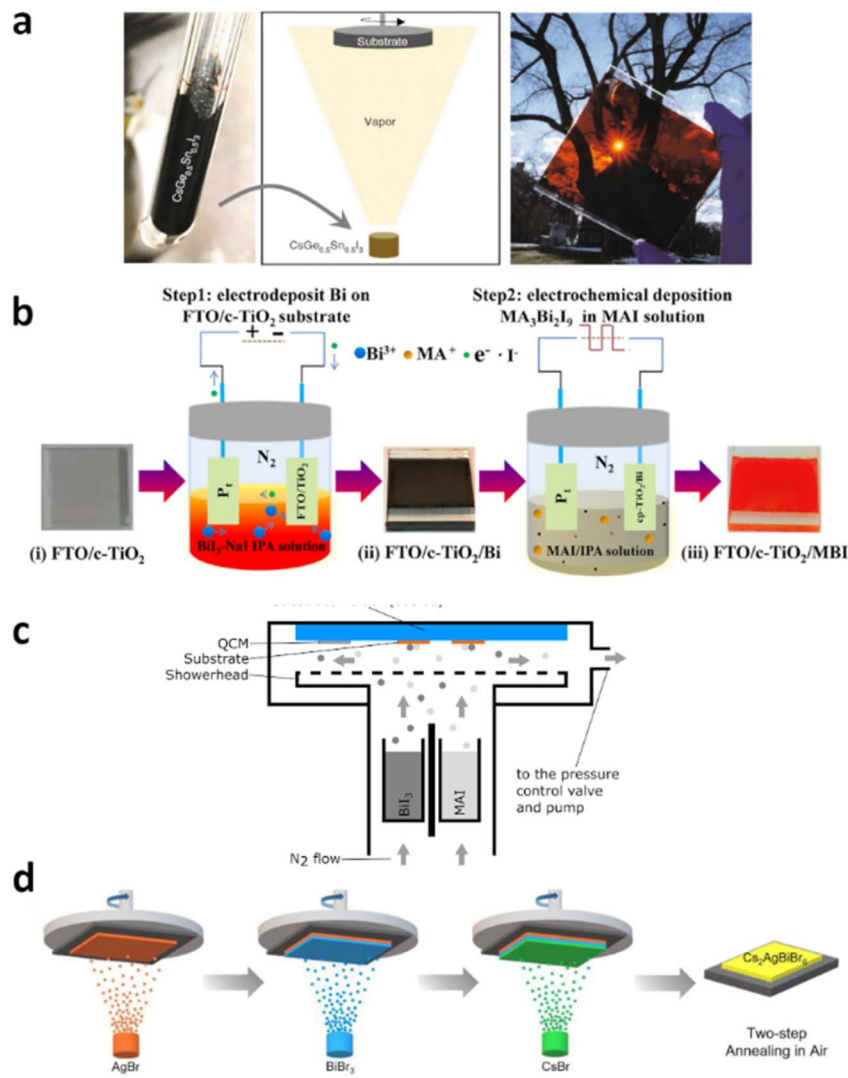 a
CsGe0.5Sn0.5I3
Substrate
Vapor
CsGe0.5Sn0.5I3
b
Step1: electrodeposit Bi on
FTO/c-TiO2 substrate
Step2: electrochemical deposition
MA3Bi2I9 in MAI solution
+ -
Bi3+ MA+ e- · I-
N2
Pt
FTO/TiO2
BiI3-NaI IPA solution
N2
Pt
cp-TiO2/Bi
MAI/IPA solution
(i) FTO/c-TiO2
(ii) FTO/c-TiO2/Bi
(iii) FTO/c-TiO2/MBI
c
QCM
Substrate
Showerhead
BiI3
MAI
to the pressure
control valve
and pump
N2 flow
d
AgBr
BiBr3
CsBr
Cs2AgBiBr6
Two-step
Annealing in Air